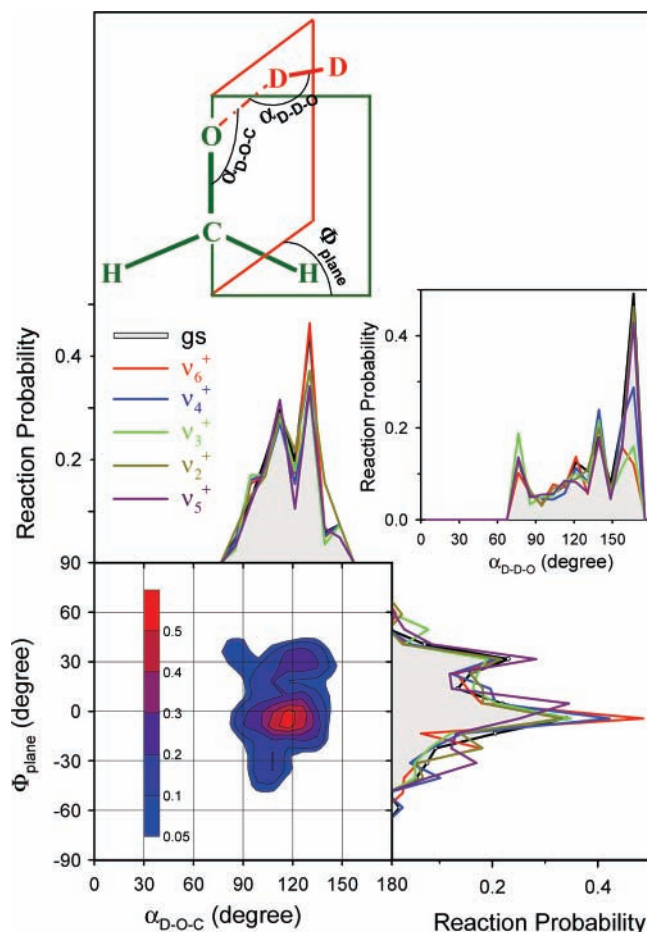 D D
α_D-D-O
O
α_D-O-C
C
Φ_plane
H H
gs
ν₆⁺
ν₄⁺
ν₃⁺
ν₂⁺
ν₅⁺
Reaction Probability
0.4
0.2
Reaction Probability
0.4
0.2
0.0
0 30 60 90 120 150
α_D-D-O (degree)
Φ_plane (degree)
90
60
30
0
-30
-60
-90
0.5
0.4
0.3
0.2
0.1
0.05
0 30 60 90 120 150 180
α_D-O-C (degree)
0.2 0.4
Reaction Probability